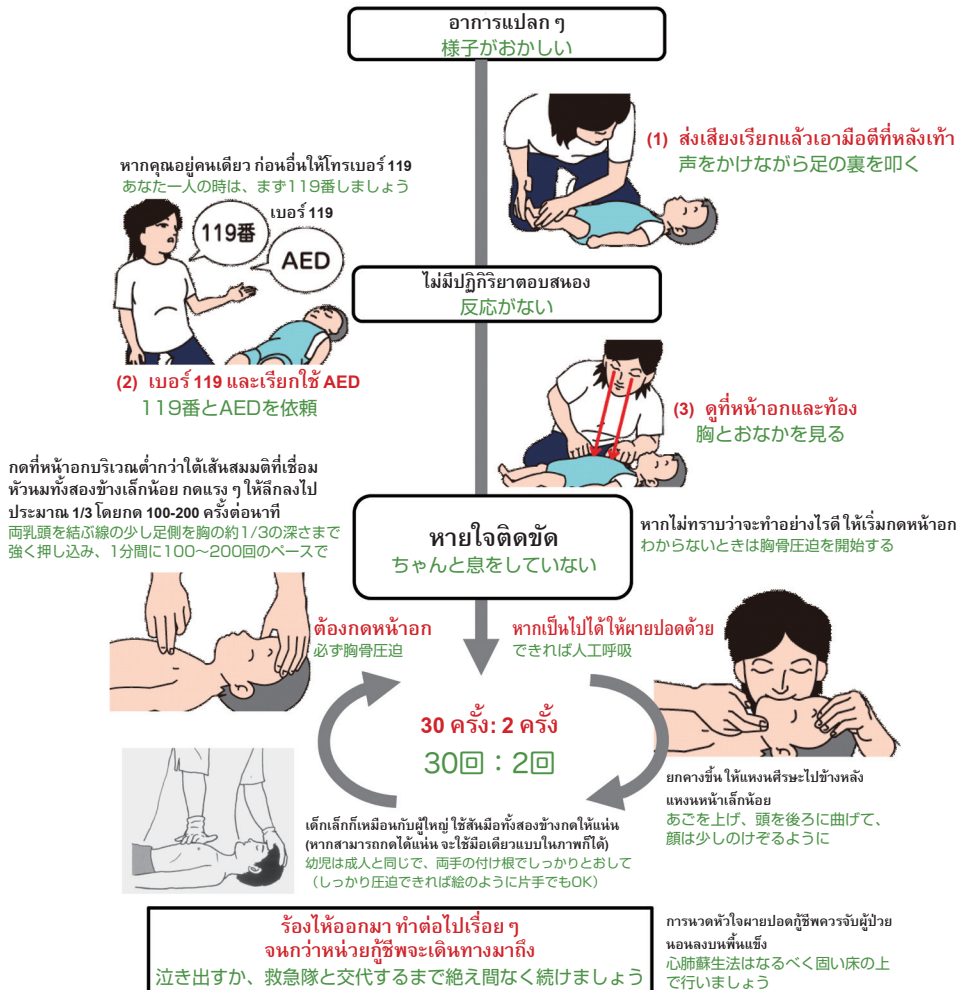 อาการแปลก ๆ
様子がおかしい
(1) ส่งเสียงเรียกแล้วเอามือตีที่หลังเท้า
声をかけながら足の裏を叩く
หากคุณอยู่คนเดียว ก่อนอื่นให้โทรเบอร์ 119
あなた一人の時は、まず119番しましょう
เบอร์ 119
119番
AED
ไม่มีปฏิกิริยาตอบสนอง
反応がない
(2) เบอร์ 119 และเรียกใช้ AED
119番とAEDを依頼
(3) ดูที่หน้าอกและท้อง
胸とおなかを見る
กดที่หน้าอกบริเวณต่ำกว่าใต้เส้นสมมติที่เชื่อม
หัวนมทั้งสองข้างเล็กน้อย กดแรง ๆ ให้ลึกลงไป
ประมาณ 1/3 โดยกด 100-200 ครั้งต่อนาที
両乳頭を結ぶ線の少し足側を胸の約1/3の深さまで
強く押し込み、1分間に100～200回のペースで
หายใจติดขัด
ちゃんと息をしていない
หากไม่ทราบว่าจะทำอย่างไรดี ให้เริ่มกดหน้าอก
わからないときは胸骨圧迫を開始する
ต้องกดหน้าอก
必ず胸骨圧迫
หากเป็นไปได้ ให้ผายปอดด้วย
できれば人工呼吸
30 ครั้ง: 2 ครั้ง
30回：2回
ยกคางขึ้น ให้แหงนศีรษะไปข้างหลัง
แหงนหน้าเล็กน้อย
あごを上げ、頭を後ろに曲げて、
顔は少しのけぞるように
เด็กเล็กก็เหมือนกับผู้ใหญ่ ใช้สันมือทั้งสองข้างกดให้แน่น
(หากสามารถกดได้แน่น จะใช้มือเดียวแบบในภาพก็ได้)
幼児は成人と同じで、両手の付け根でしっかりとおして
（しっかり圧迫できれば絵のように片手でもOK）
ร้องไห้ออกมา ทำต่อไปเรื่อย ๆ
จนกว่าหน่วยกู้ชีพจะเดินทางมาถึง
泣き出すか、救急隊と交代するまで絶え間なく続けましょう
การนวดหัวใจผายปอดกู้ชีพควรจับผู้ป่วย
นอนลงบนพื้นแข็ง
心肺蘇生法はなるべく固い床の上
で行いましょう